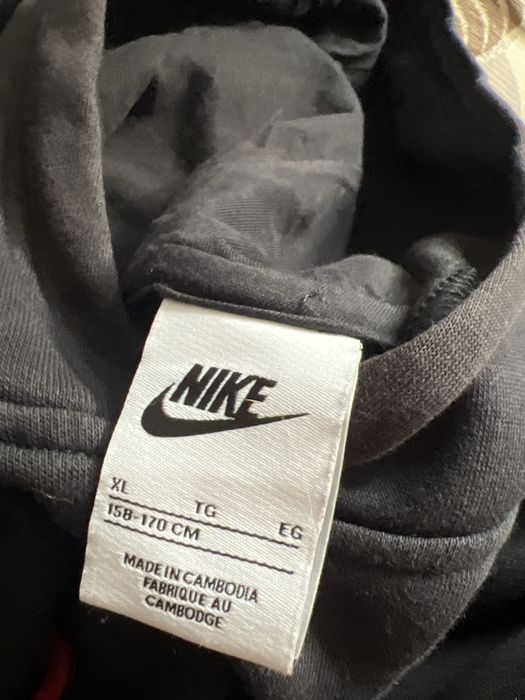 NIKE
XL TG EG
158-170 CM
MADE IN CAMBODIA
FABRIQUE AU
CAMBODGE